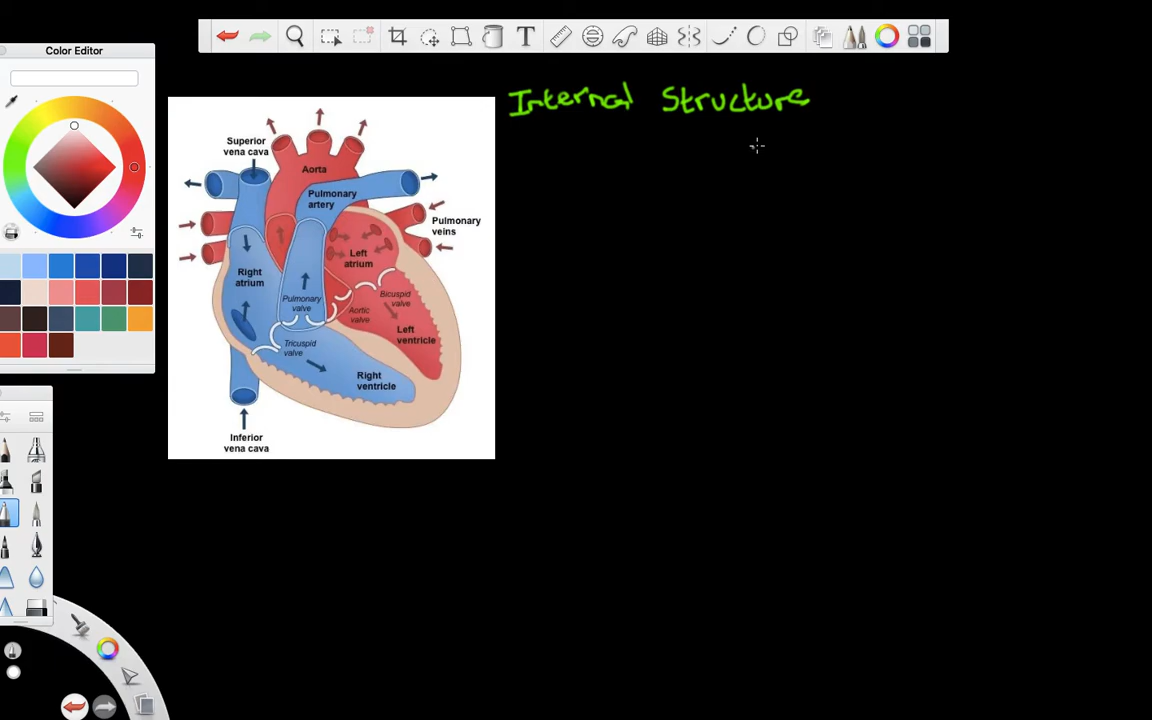 Color Editor
T
Internal Structure
Superior
vena cava
Aorta
Pulmonary
artery
Pulmonary
veins
Left
atrium
Right
atrium
Pulmonary
valve
Bicuspid
valve
Aortic
valve
Left
ventricle
Tricuspid
valve
Right
ventricle
Inferior
vena cava